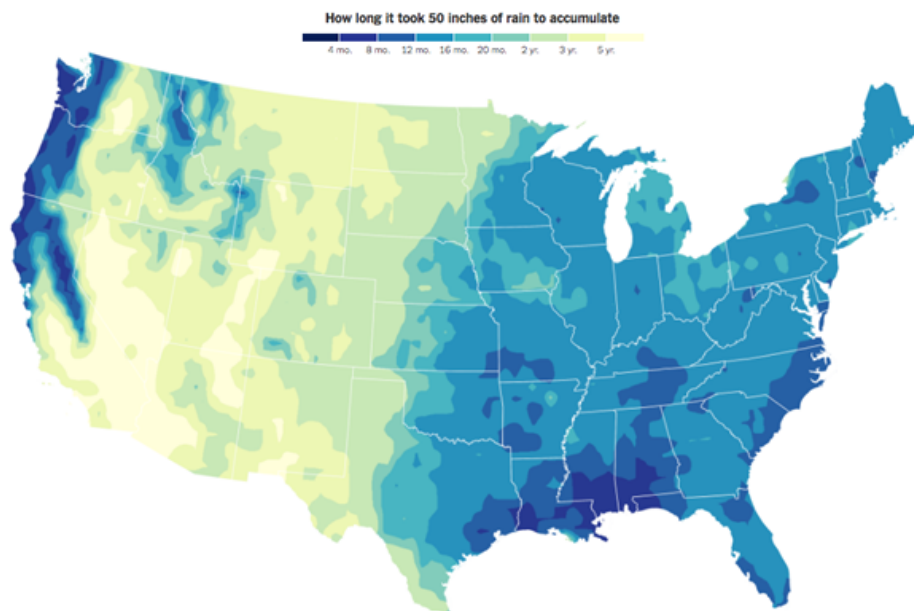 How long it took 50 inches of rain to accumulate
4 mo. 8 mo. 12 mo. 16 mo. 20 mo. 2 yr. 3 yr. 5 yr.